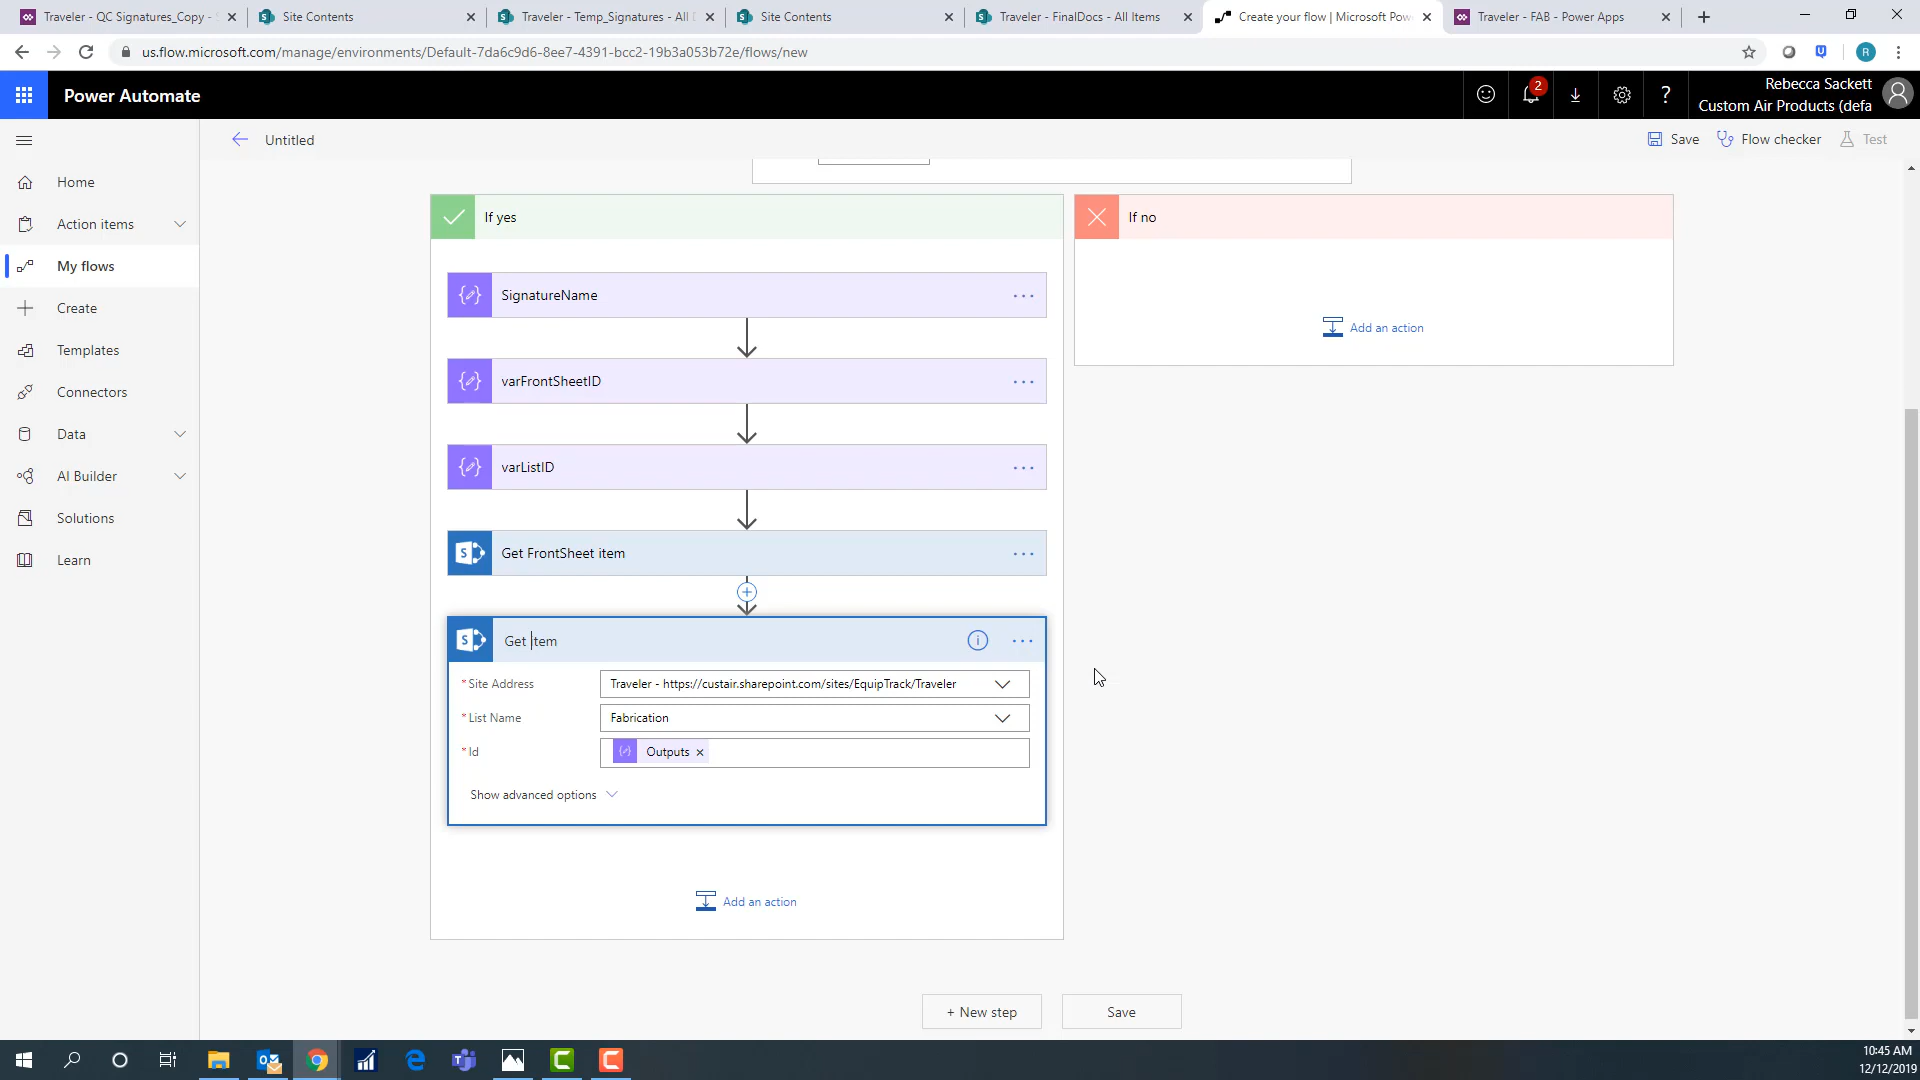 Traveler - QC Signatures_Copy -
Site Contents
Traveler - Temp_Signatures - All D
Site Contents
Traveler - FinalDocs - All Items
Create your flow | Microsoft Pow
Traveler - FAB - Power Apps
us.flow.microsoft.com/manage/environments/Default-7da6c9d6-8ee7-4391-bcc2-19b3a053b72e/flows/new
R
Power Automate
2
?
Rebecca Sackett
Custom Air Products (defa
Untitled
Save
Flow checker
Test
Home
Action items
My flows
Create
Templates
Connectors
Data
AI Builder
Solutions
Learn
If yes
If no
SignatureName
varFrontSheetID
varListID
Get FrontSheet item
Get item
* Site Address
Traveler - https://custair.sharepoint.com/sites/EquipTrack/Traveler
* List Name
Fabrication
* Id
Outputs
Show advanced options
Add an action
Add an action
+ New step
Save
10:45 AM
12/12/2019